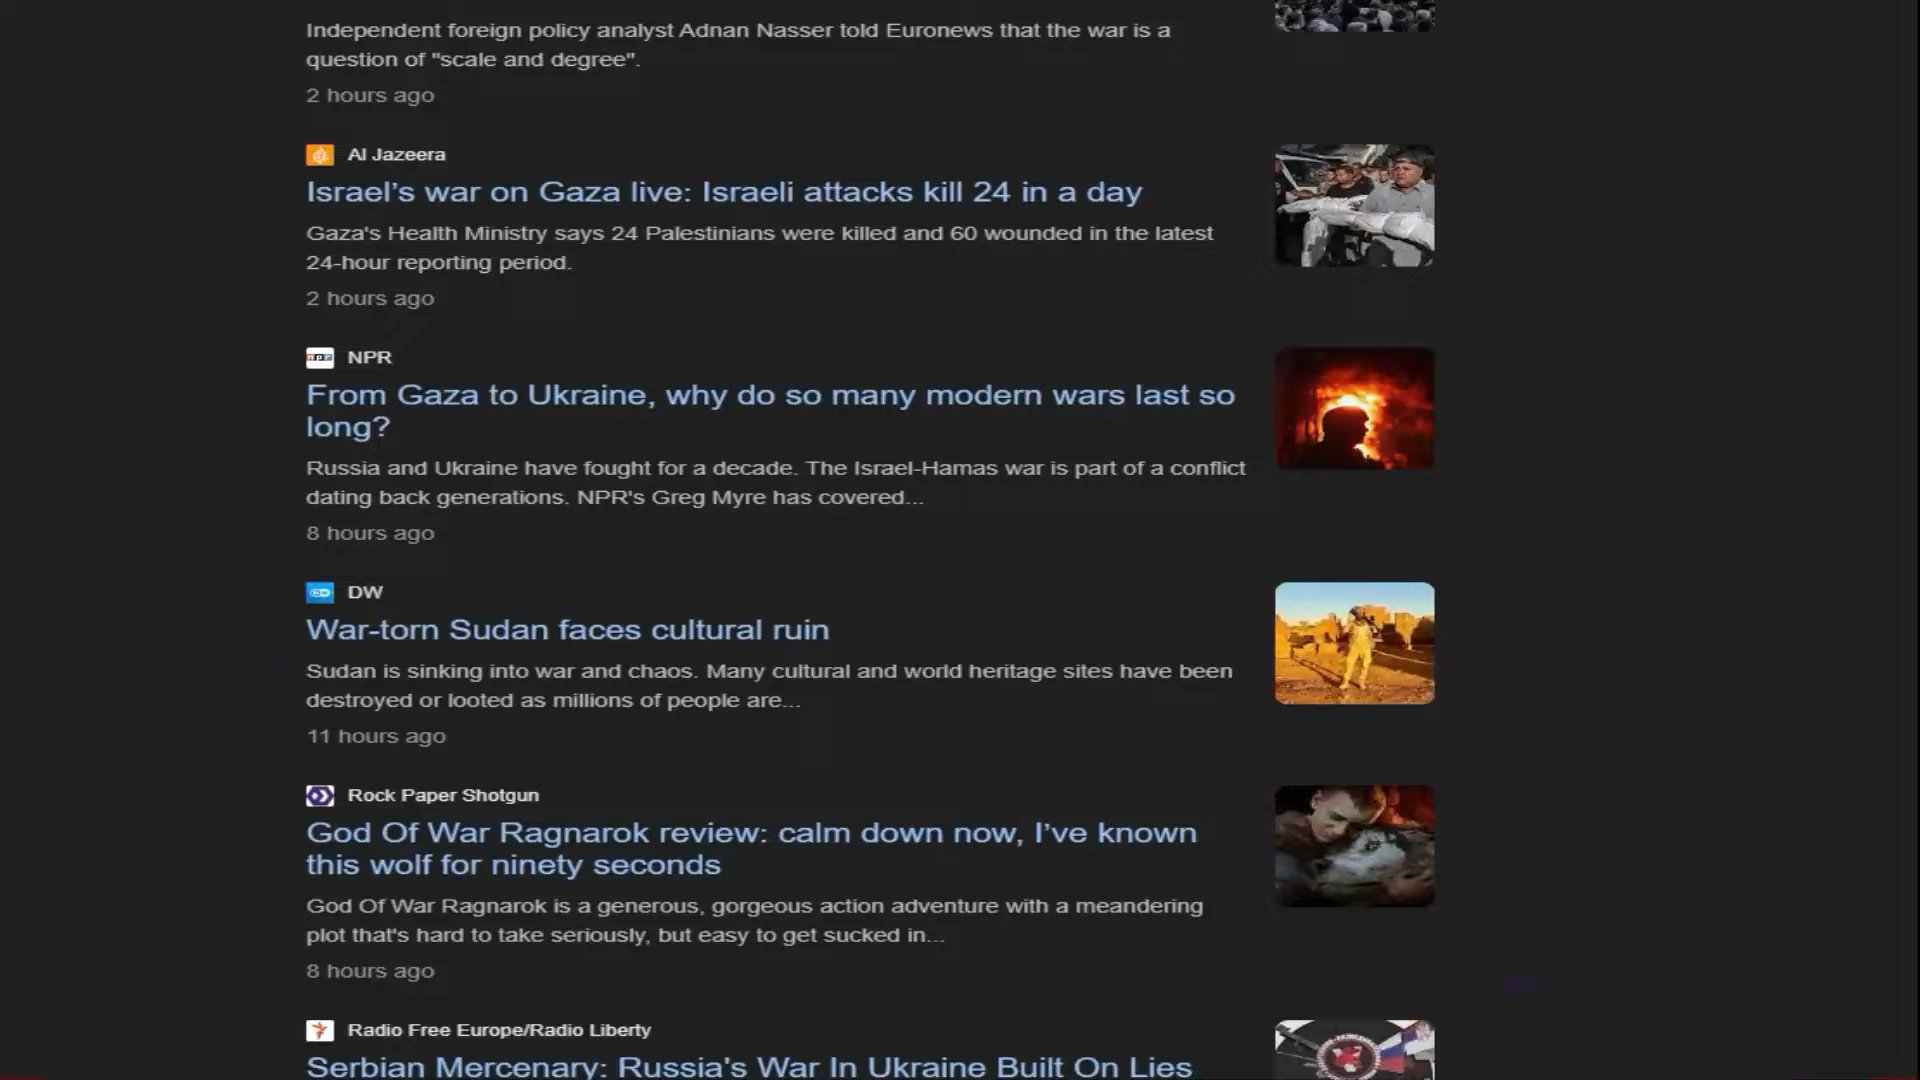 Independent foreign policy analyst Adnan Nasser told Euronews that the war is a
question of "scale and degree".
2 hours ago
Al Jazeera
Israel’s war on Gaza live: Israeli attacks kill 24 in a day
Gaza's Health Ministry says 24 Palestinians were killed and 60 wounded in the latest
24-hour reporting period.
2 hours ago
npr NPR
From Gaza to Ukraine, why do so many modern wars last so
long?
Russia and Ukraine have fought for a decade. The Israel-Hamas war is part of a conflict
dating back generations. NPR's Greg Myre has covered...
8 hours ago
DW
War-torn Sudan faces cultural ruin
Sudan is sinking into war and chaos. Many cultural and world heritage sites have been
destroyed or looted as millions of people are...
11 hours ago
Rock Paper Shotgun
God Of War Ragnarok review: calm down now, I’ve known
this wolf for ninety seconds
God Of War Ragnarok is a generous, gorgeous action adventure with a meandering
plot that's hard to take seriously, but easy to get sucked in...
8 hours ago
Radio Free Europe/Radio Liberty
Serbian Mercenary: Russia's War In Ukraine Built On Lies